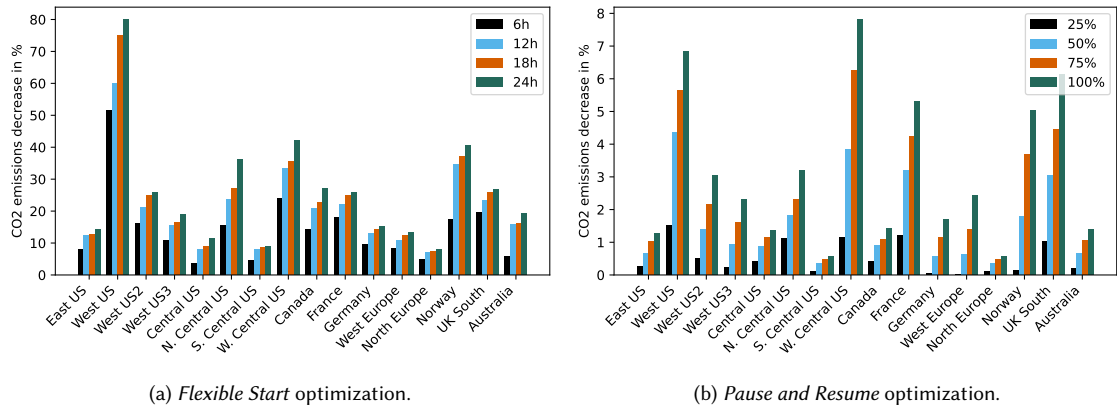 CO2 emissions decrease in %
80
70
60
50
40
30
20
10
0
6h
12h
18h
24h
East US
West US
West US2
West US3
Central US
N. Central US
S. Central US
W. Central US
Canada
France
Germany
West Europe
North Europe
Norway
UK South
Australia
(a) Flexible Start optimization.
CO2 emissions decrease in %
8
7
6
5
4
3
2
1
0
25%
50%
75%
100%
East US
West US
West US2
West US3
Central US
N. Central US
S. Central US
W. Central US
Canada
France
Germany
West Europe
North Europe
Norway
UK South
Australia
(b) Pause and Resume optimization.